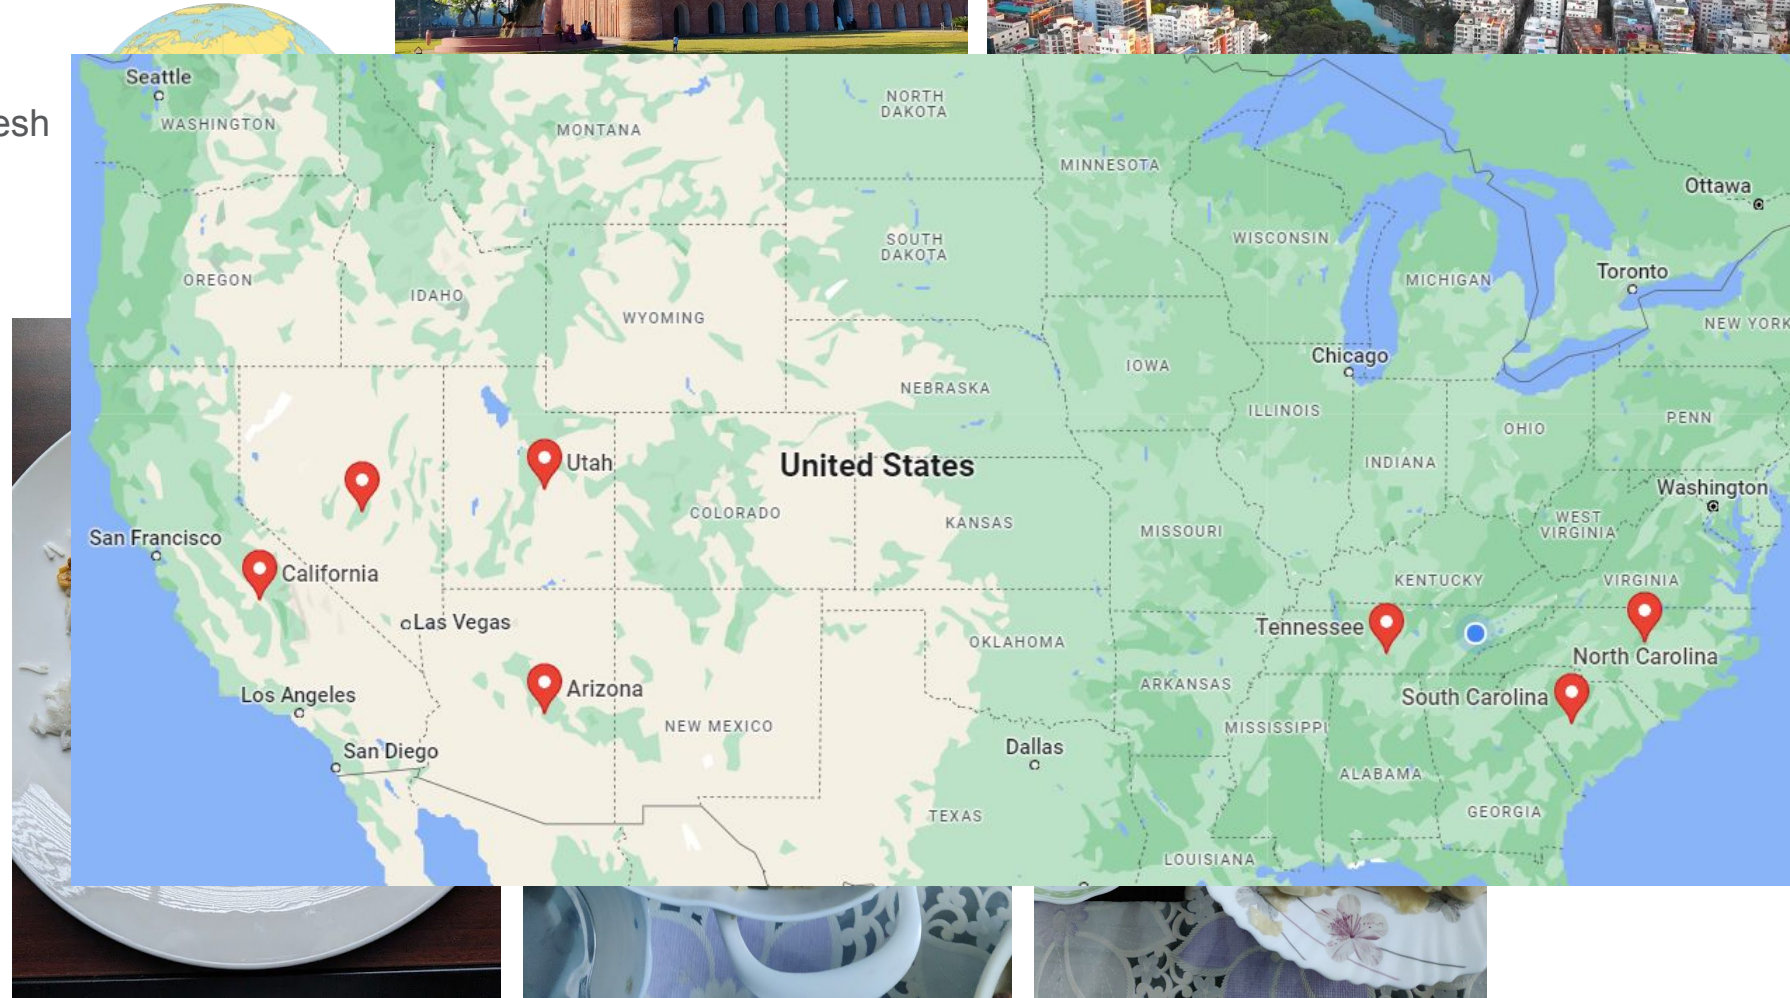 esh
Seattle
WASHINGTON
MONTANA
NORTH
DAKOTA
MINNESOTA
Ottawa
SOUTH
DAKOTA
WISCONSIN
MICHIGAN
Toronto
OREGON
IDAHO
WYOMING
NEW YORK
Chicago
IOWA
NEBRASKA
ILLINOIS
OHIO
PENN
Utah
United States
INDIANA
Washington
COLORADO
KANSAS
MISSOURI
WEST
VIRGINIA
San Francisco
California
KENTUCKY
VIRGINIA
Las Vegas
Tennessee
OKLAHOMA
North Carolina
Los Angeles
Arizona
ARKANSAS
South Carolina
NEW MEXICO
MISSISSIPPI
San Diego
Dallas
ALABAMA
TEXAS
GEORGIA
LOUISIANA